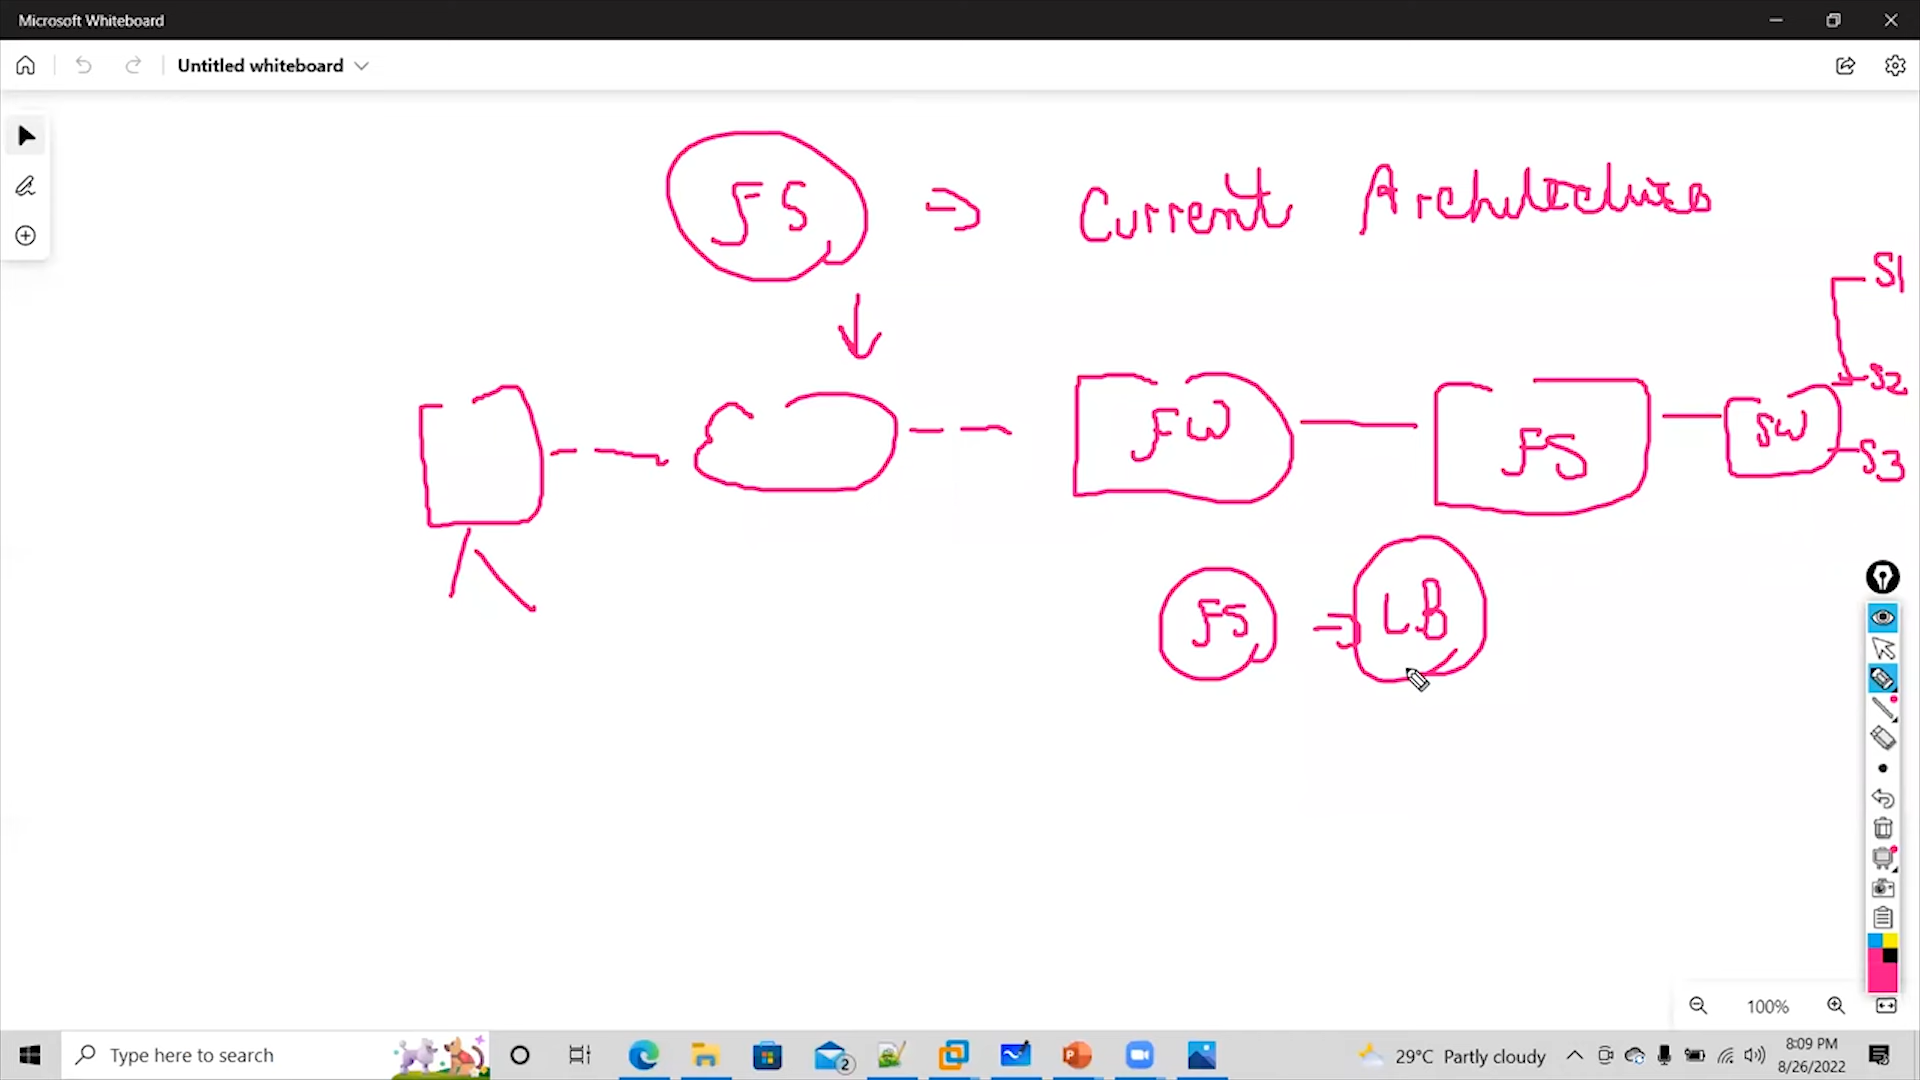 Microsoft Whiteboard
Untitled whiteboard
FS => Current Architecture
S1
S2
FW
FS
SW
S3
FS => LB
100%
Type here to search
2
29°C Partly cloudy
8:09 PM
8/26/2022